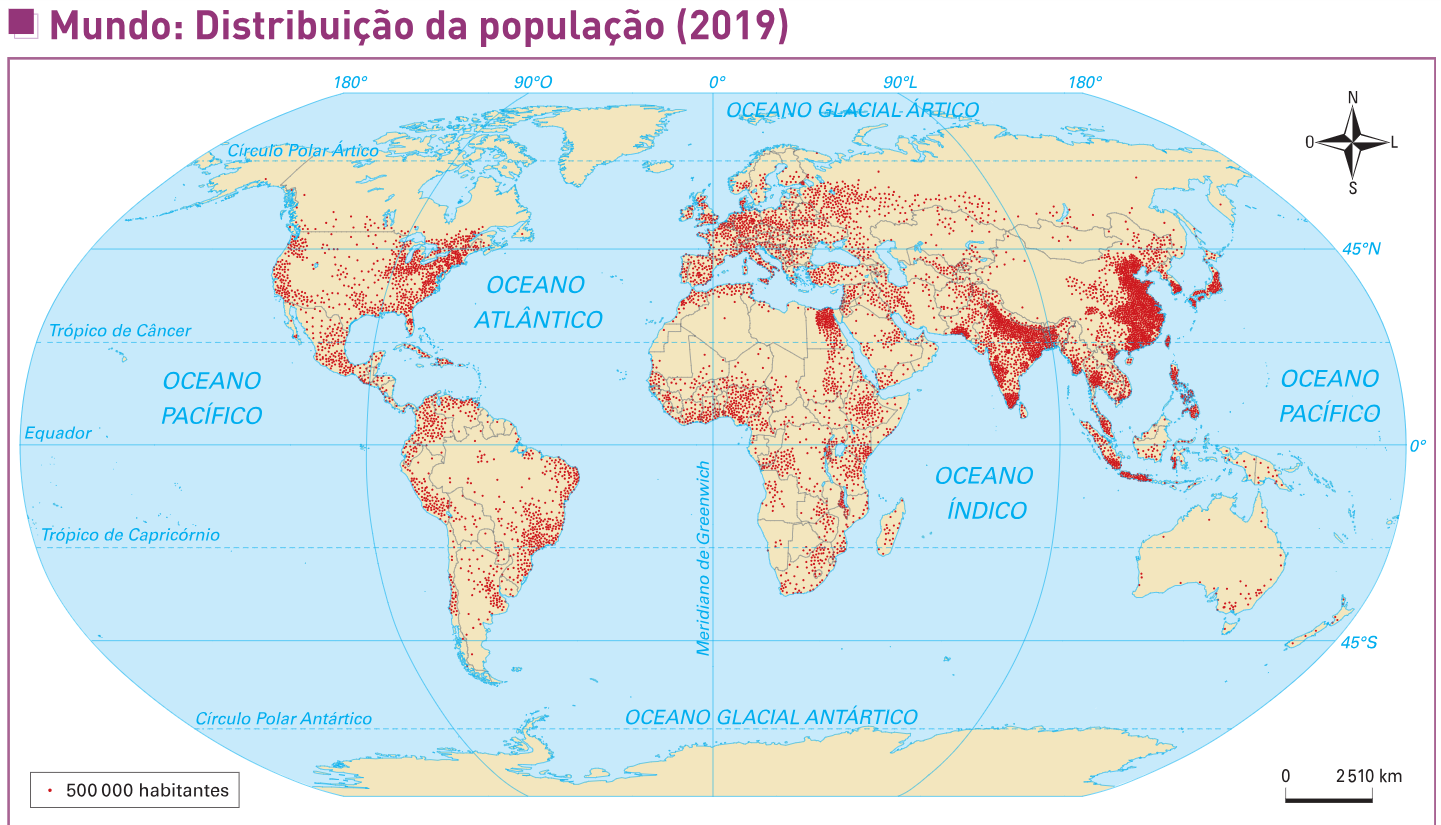 Mundo: Distribuição da população (2019)
180°
90°O
0°
90°L
180°
OCEANO GLACIAL ÁRTICO
N
O
L
S
Círculo Polar Ártico
45°N
OCEANO
ATLÂNTICO
Trópico de Câncer
OCEANO
PACÍFICO
OCEANO
PACÍFICO
Equador
0°
OCEANO
ÍNDICO
Meridiano de Greenwich
Trópico de Capricórnio
45°S
Círculo Polar Antártico
OCEANO GLACIAL ANTÁRTICO
500 000 habitantes
0 2 510 km